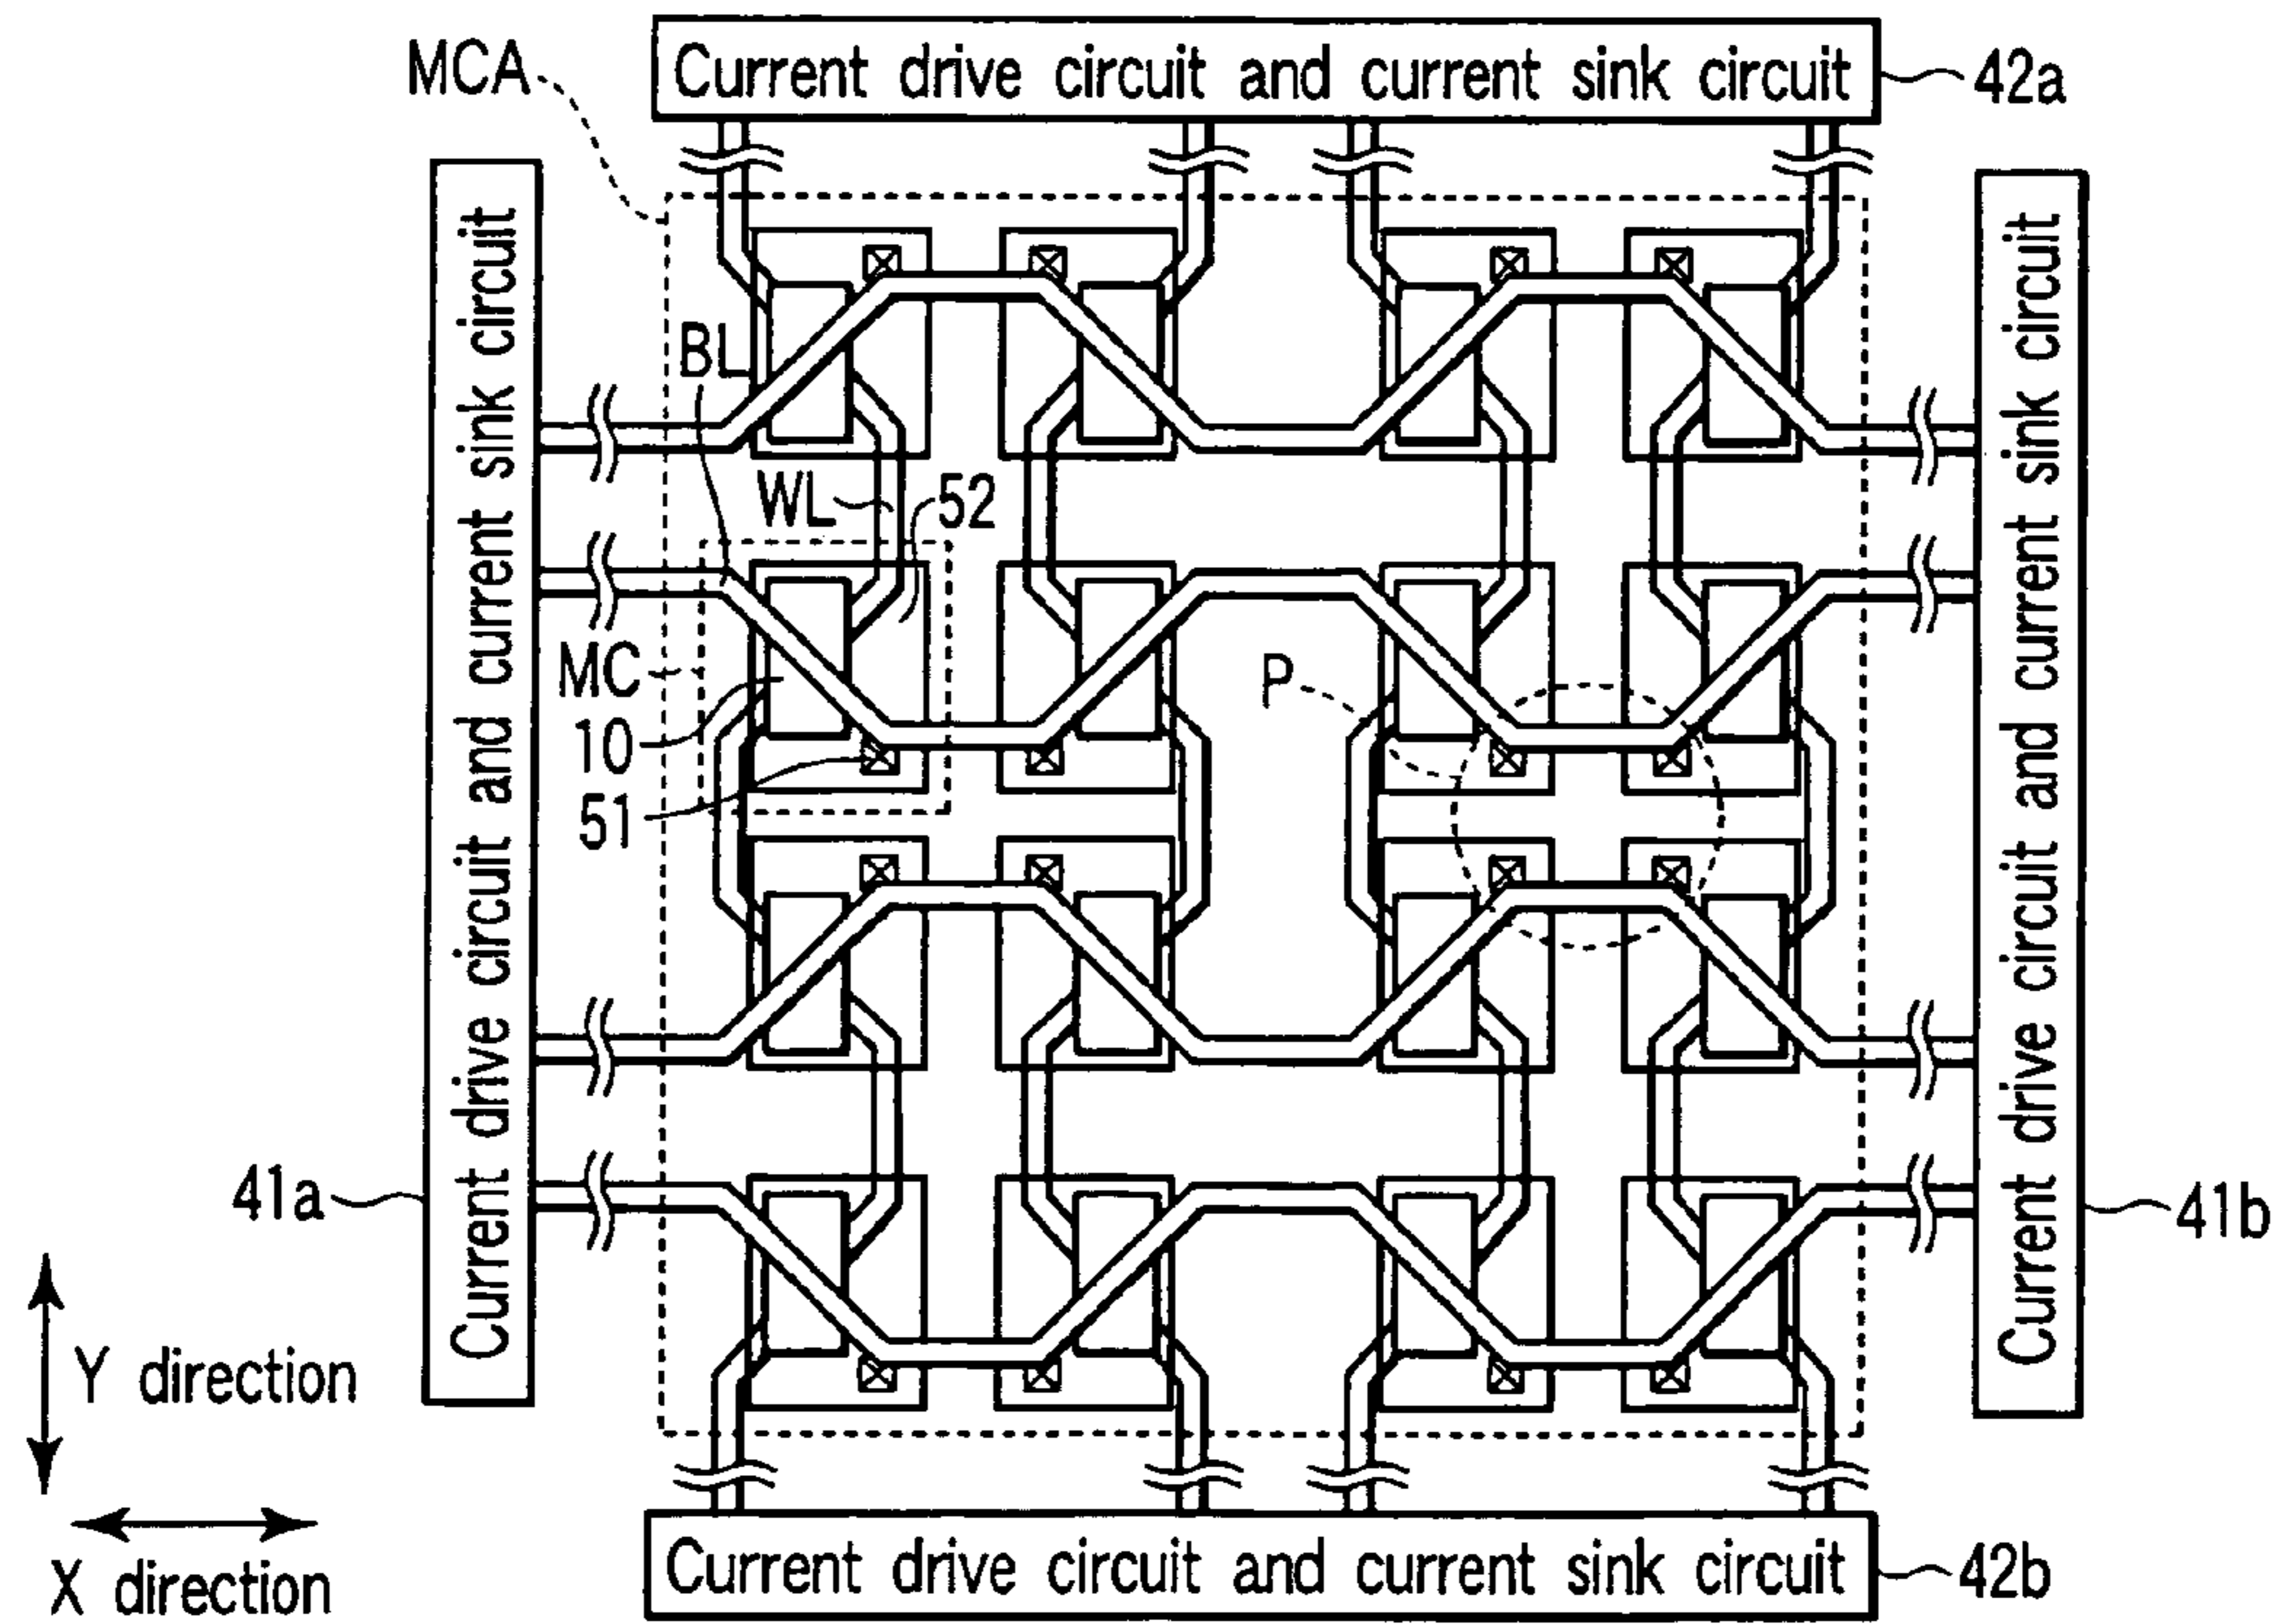 MCA
Current drive circuit and current sink circuit
42a
Current drive circuit and current sink circuit
Current drive circuit and current sink circuit
BL
WL
52
MC
P
10
51
41a
41b
Y direction
X direction
Current drive circuit and current sink circuit
42b